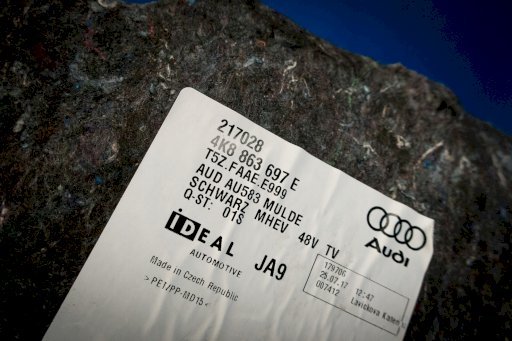 217028
4K8 863 697 E
T5Z.FAAE.E999
AUD AU583 MULDE
SCHWARZ MHEV 48V TV
Q-ST: 01S
IDEAL
AUTOMOTIVE
JA9
Made in Czech Republic
>PET/PP-MD15<
Audi
25.07.17 12:47
007412 Lavickova